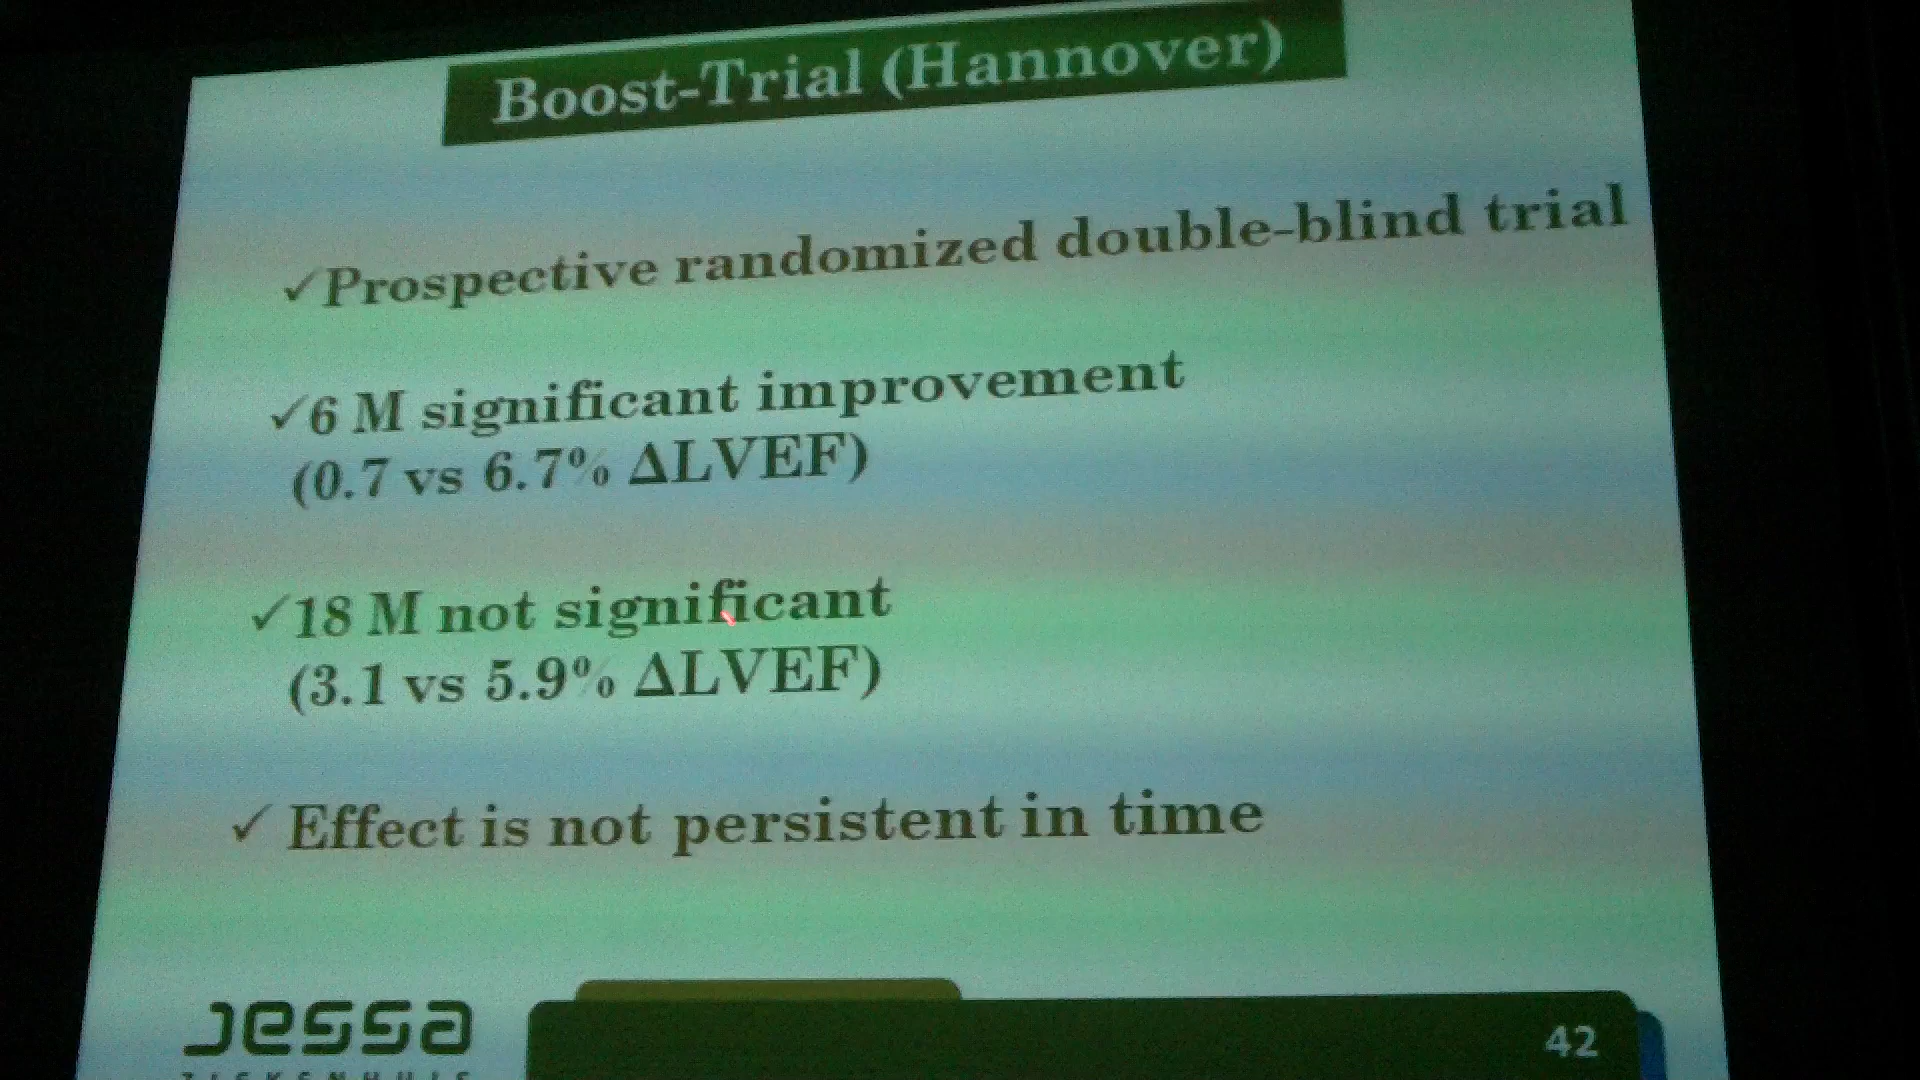 Boost-Trial (Hannover)
✓Prospective randomized double-blind trial
✓6 M significant improvement
(0.7 vs 6.7% ΔLVEF)
✓18 M not significant
(3.1 vs 5.9% ΔLVEF)
✓ Effect is not persistent in time
Jessa
ZIEKENHUIS
42